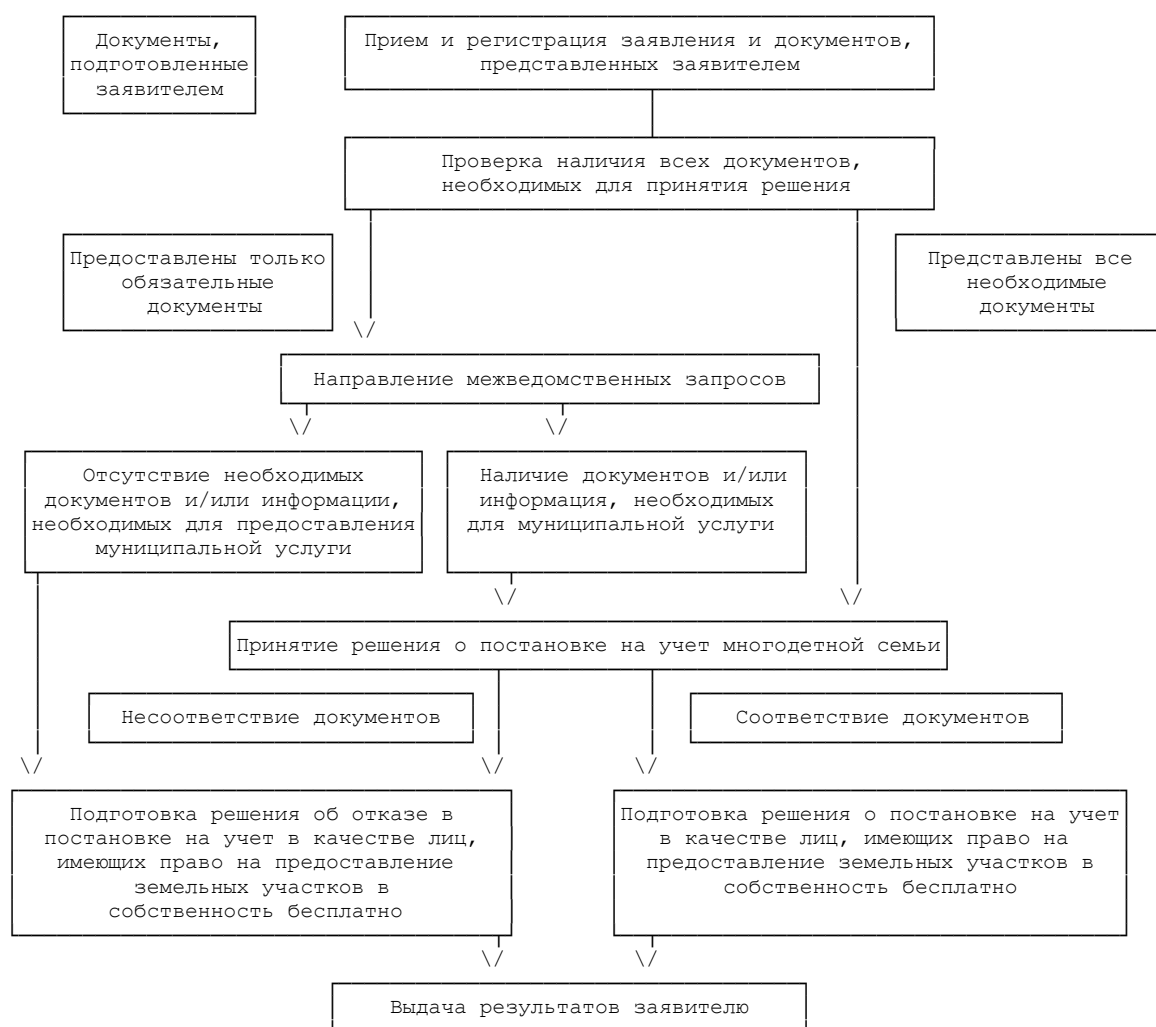 Документы,
подготовленные
заявителем
Прием и регистрация заявления и документов,
представленных заявителем
Проверка наличия всех документов,
необходимых для принятия решения
Предоставлены только
обязательные
документы
Представлены все
необходимые
документы
\/
Направление межведомственных запросов
\/ \/
Отсутствие необходимых
документов и/или информации,
необходимых для предоставления
муниципальной услуги
Наличие документов и/или
информация, необходимых
для муниципальной услуги
\/ \/
Принятие решения о постановке на учет многодетной семьи
Несоответствие документов
Соответствие документов
\/ \/ \/
Подготовка решения об отказе в
постановке на учет в качестве лиц,
имеющих право на предоставление
земельных участков в
собственность бесплатно
Подготовка решения о постановке на учет
в качестве лиц, имеющих право на
предоставление земельных участков в
собственность бесплатно
\/ \/
Выдача результатов заявителю